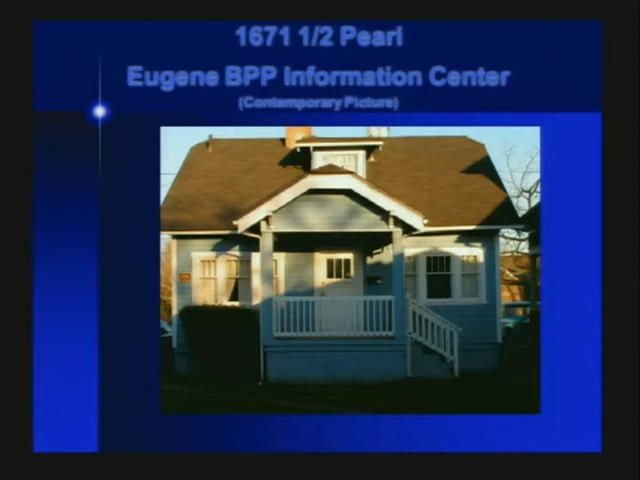 1671 1/2 Pearl
Eugene BPP Information Center
(Contemporary Picture)